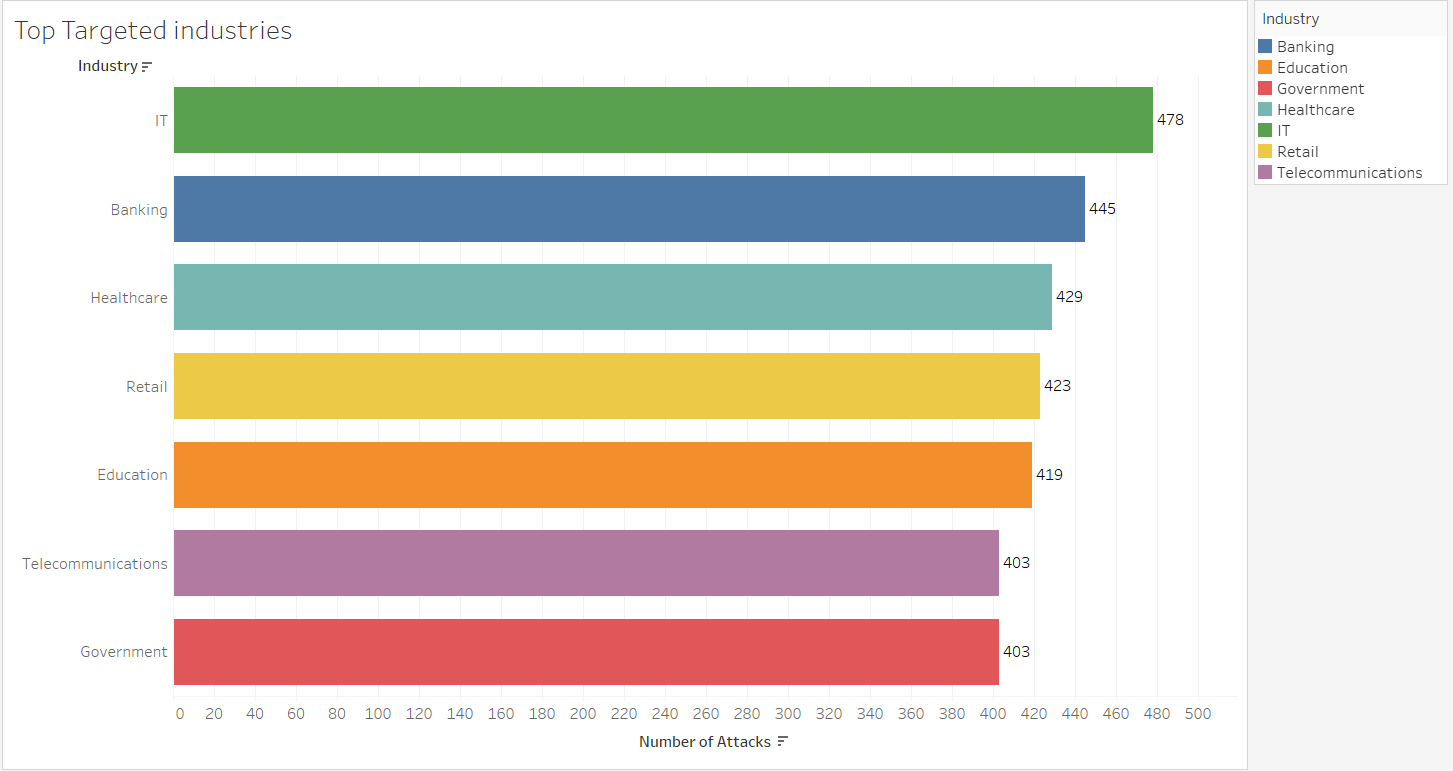 Top Targeted industries
Industry
IT 478
Banking 445
Healthcare 429
Retail 423
Education 419
Telecommunications 403
Government 403
0 20 40 60 80 100 120 140 160 180 200 220 240 260 280 300 320 340 360 380 400 420 440 460 480 500
Number of Attacks
Industry
Banking
Education
Government
Healthcare
IT
Retail
Telecommunications